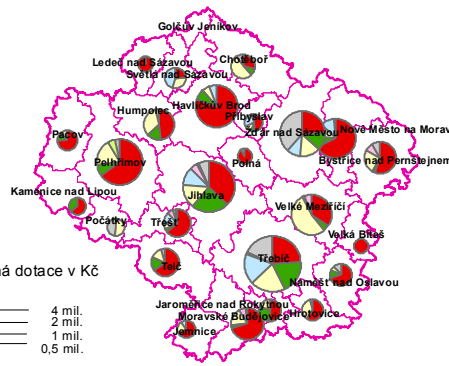 Golčův Jeníkov
Ledeč nad Sázavou
Chotěboř
Světlá nad Sázavou
Havlíčkův Brod
Humpolec
Přibyslav
Žďár nad Sázavou
Nové Město na Morav
Pacov
Polná
Bystřice nad Pernštejnem
Pelhřimov
Kamenice nad Lipou
Jihlava
Velké Meziříčí
Počátky
Třešť
Velká Bíteš
Třebíč
Telč
Náměšť nad Oslavou
Jaroměřice nad Rokytnou
Hrotovice
Moravské Budějovice
Jemnice
ná dotace v Kč
4 mil.
2 mil.
1 mil.
0,5 mil.